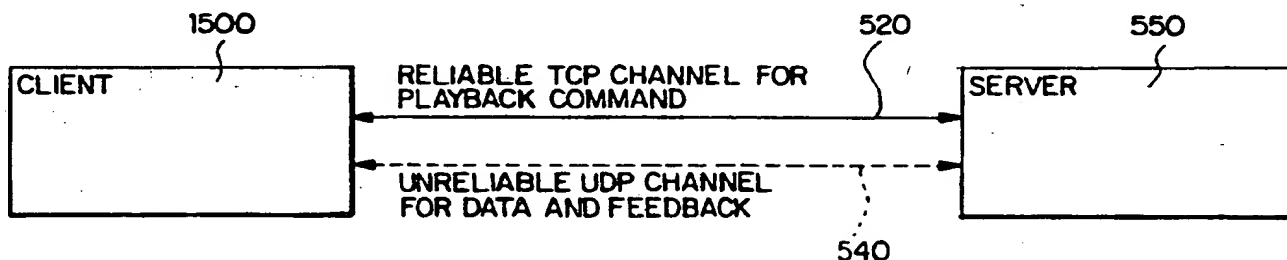 1500
520
550
CLIENT
RELIABLE TCP CHANNEL FOR
PLAYBACK COMMAND
SERVER
UNRELIABLE UDP CHANNEL
FOR DATA AND FEEDBACK
540